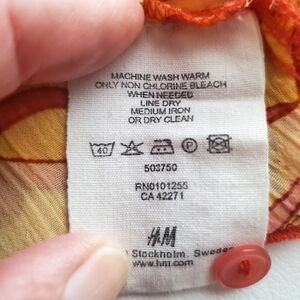 MACHINE WASH WARM
ONLY NON CHLORINE BLEACH
WHEN NEEDED
LINE DRY
MEDIUM IRON
OR DRY CLEAN
40 P
503750
RN0101255
CA 42271
H&M
Stockholm, Sweden
www.hm.com